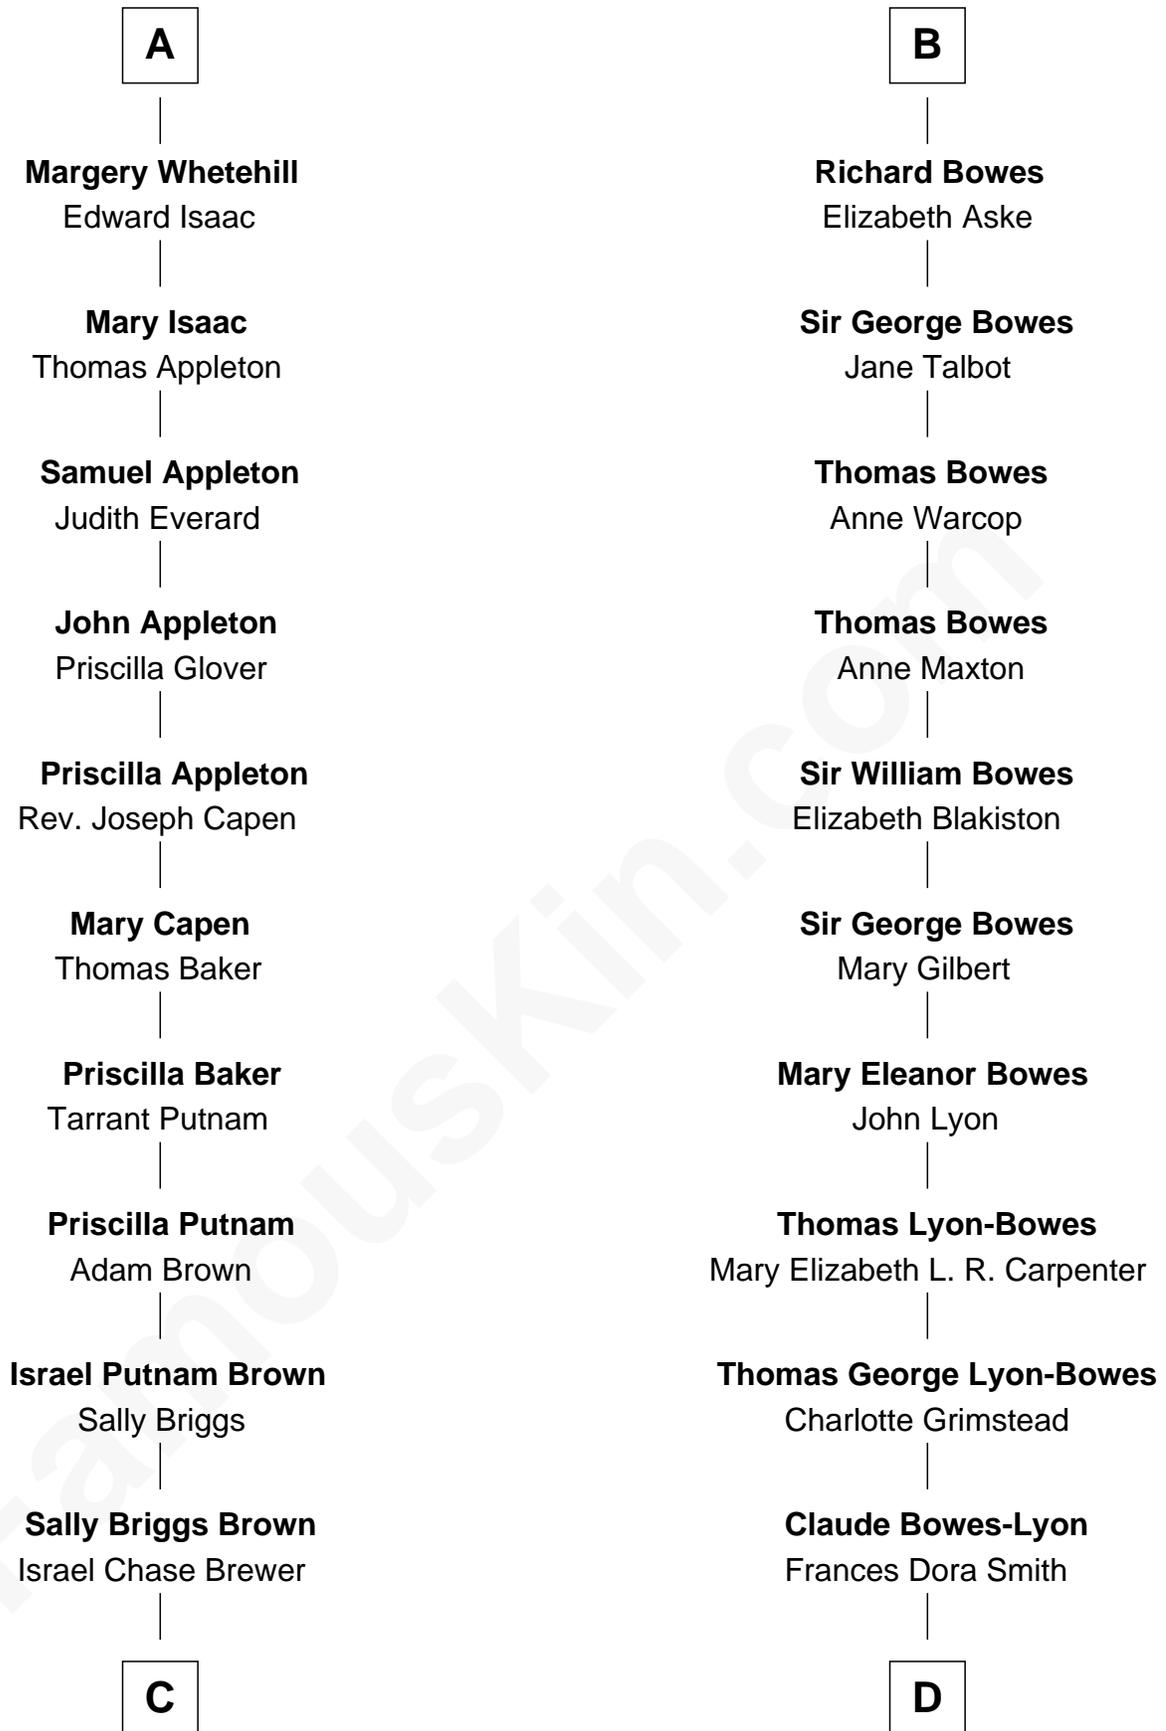 A
Margery Whetehill
Edward Isaac
Mary Isaac
Thomas Appleton
Samuel Appleton
Judith Everard
John Appleton
Priscilla Glover
Priscilla Appleton
Rev. Joseph Capen
Mary Capen
Thomas Baker
Priscilla Baker
Tarrant Putnam
Priscilla Putnam
Adam Brown
Israel Putnam Brown
Sally Briggs
Sally Briggs Brown
Israel Chase Brewer
C
B
Richard Bowes
Elizabeth Aske
Sir George Bowes
Jane Talbot
Thomas Bowes
Anne Warcop
Thomas Bowes
Anne Maxton
Sir William Bowes
Elizabeth Blakiston
Sir George Bowes
Mary Gilbert
Mary Eleanor Bowes
John Lyon
Thomas Lyon-Bowes
Mary Elizabeth L. R. Carpenter
Thomas George Lyon-Bowes
Charlotte Grimstead
Claude Bowes-Lyon
Frances Dora Smith
D
FamousKin.com